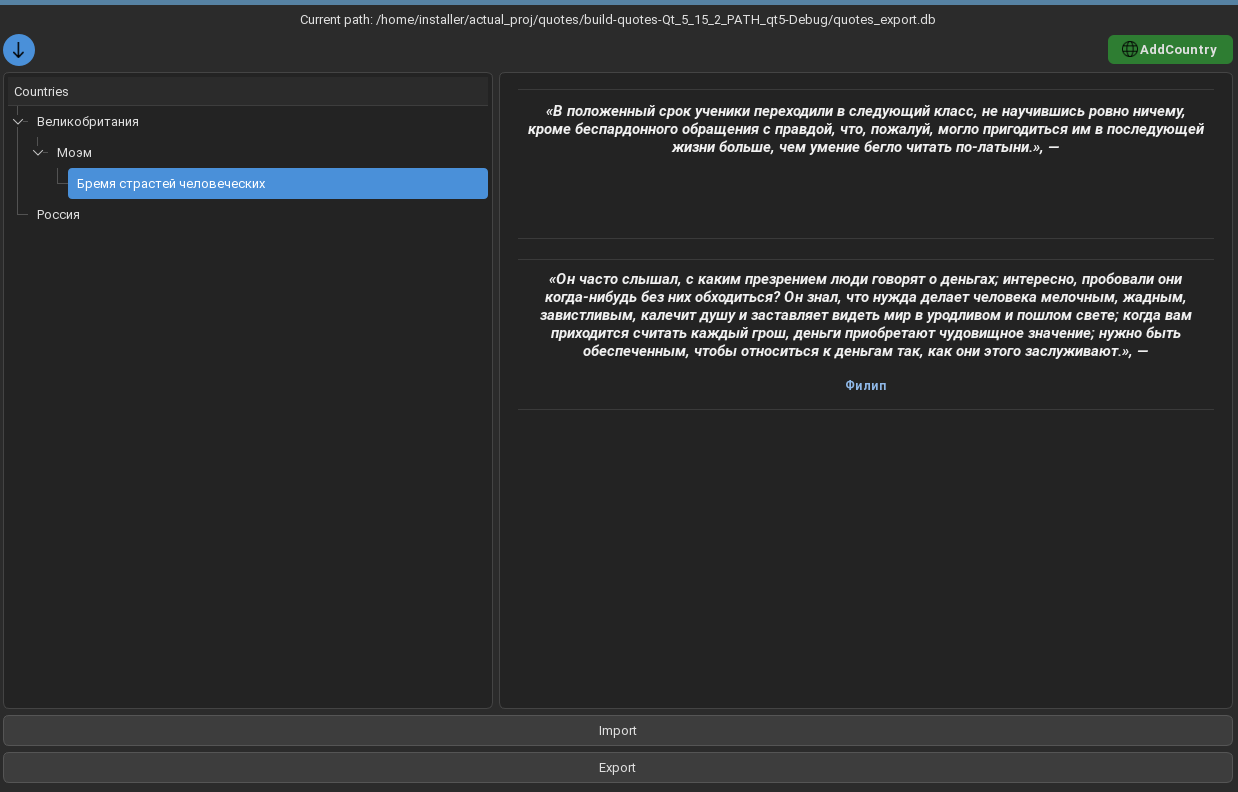 Current path: /home/installer/actual_proj/quotes/build-quotes-Qt_5_15_2_PATH_qt5-Debug/quotes_export.db
AddCountry
Countries
Великобритания
Моэм
Бремя страстей человеческих
Россия
«В положенный срок ученики переходили в следующий класс, не научившись ровно ничему,
кроме беспардонного обращения с правдой, что, пожалуй, могло пригодиться им в последующей
жизни больше, чем умение бегло читать по-латыни.», —
«Он часто слышал, с каким презрением люди говорят о деньгах; интересно, пробовали они
когда-нибудь без них обходиться? Он знал, что нужда делает человека мелочным, жадным,
завистливым, калечит душу и заставляет видеть мир в уродливом и пошлом свете; когда вам
приходится считать каждый грош, деньги приобретают чудовищное значение; нужно быть
обеспеченным, чтобы относиться к деньгам так, как они этого заслуживают.», —
Филип
Import
Export